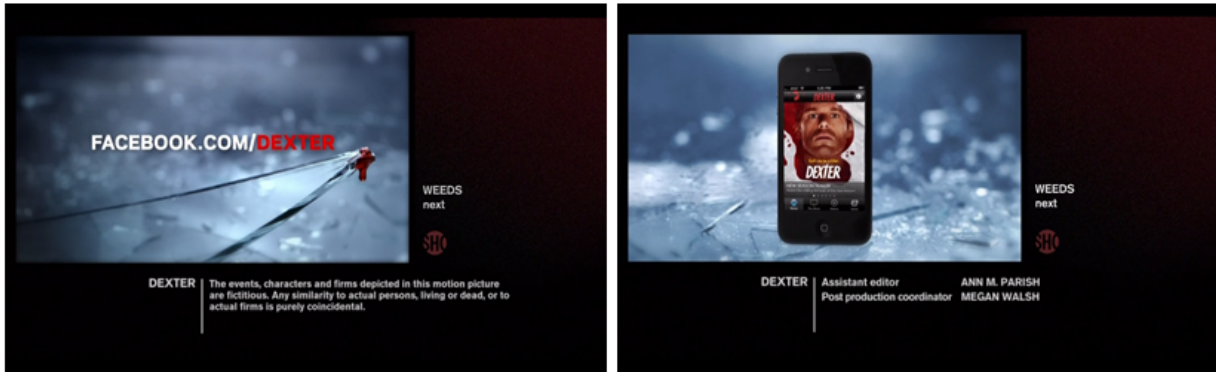 FACEBOOK.COM/DEXTER
WEEDS
next
SHO
DEXTER
The events, characters and firms depicted in this motion picture
are fictitious. Any similarity to actual persons, living or dead, or to
actual firms is purely coincidental.
DEXTER
DEXTER
WEEDS
next
SHO
DEXTER
Assistant editor ANN M. PARISH
Post production coordinator MEGAN WALSH